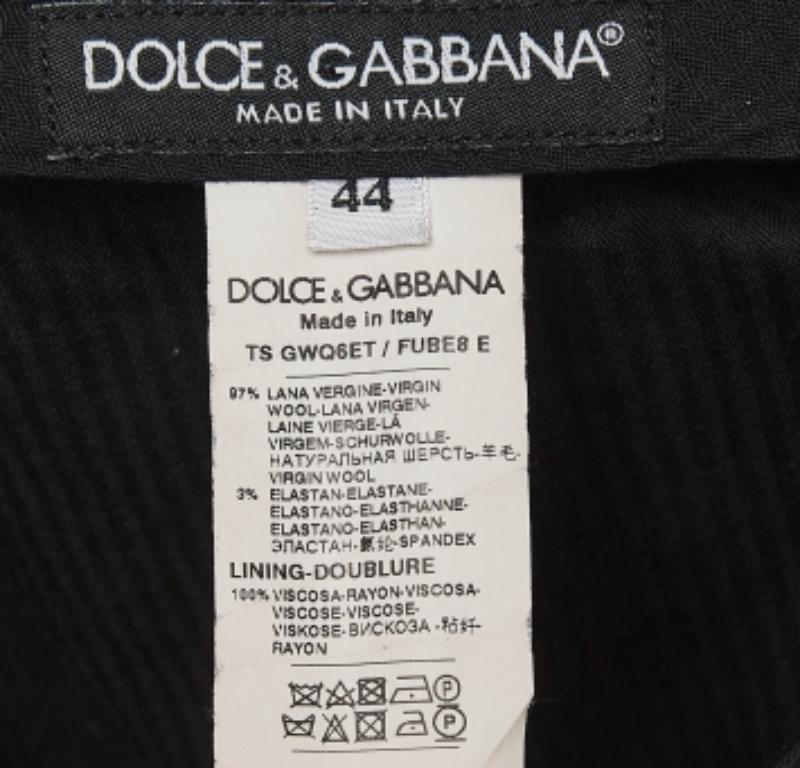 DOLCE & GABBANA®
MADE IN ITALY
44
DOLCE & GABBANA
Made in Italy
TS GWQ6ET / FUBE8 E
97% LANA VERGINE-VIRGIN
WOOL-LANA VIRGEN-
LAINE VIERGE-LÃ
VIRGEM-SCHURWOLLE-
НАТУРАЛЬНАЯ ШЕРСТЬ-羊毛-
VIRGIN WOOL
3% ELASTAN-ELASTANE-
ELASTANO-ELASTHANNE-
ELASTANO-ELASTHAN-
ЭЛАСТАН-氨纶-SPANDEX
LINING-DOUBLURE
100% VISCOSA-RAYON-VISCOSA-
VISCOSE-VISCOSE-
VISKOSE-ВИСКОЗА-粘纤-
RAYON
P
P